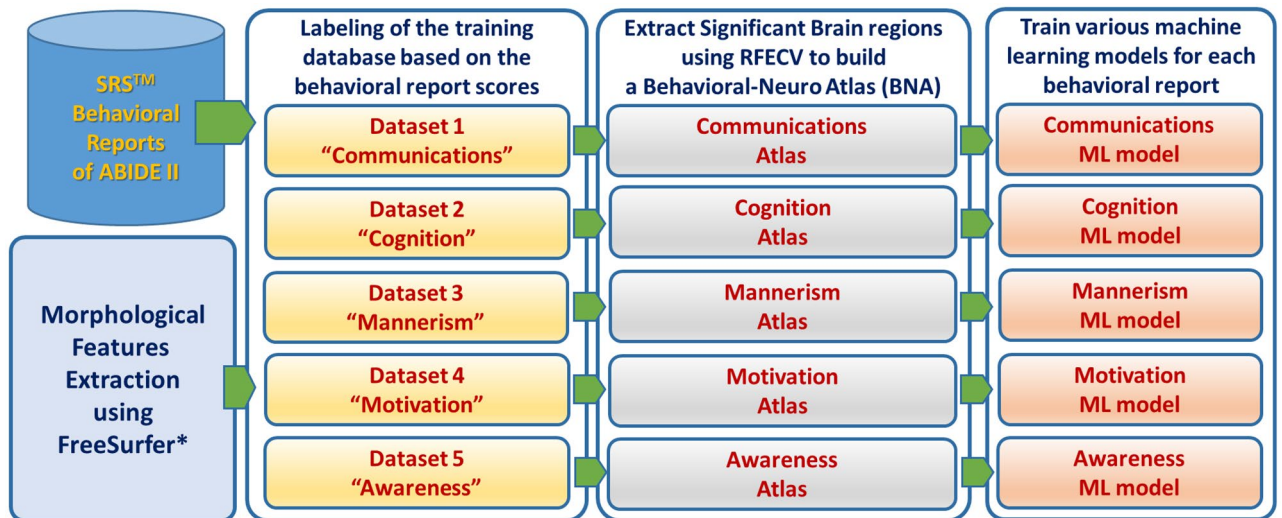 SRS™
Behavioral
Reports
of ABIDE II
Morphological
Features
Extraction
using
FreeSurfer*
Labeling of the training
database based on the
behavioral report scores
Dataset 1
“Communications”
Dataset 2
“Cognition”
Dataset 3
“Mannerism”
Dataset 4
“Motivation”
Dataset 5
“Awareness”
Extract Significant Brain regions
using RFECV to build
a Behavioral-Neuro Atlas (BNA)
Communications
Atlas
Cognition
Atlas
Mannerism
Atlas
Motivation
Atlas
Awareness
Atlas
Train various machine
learning models for each
behavioral report
Communications
ML model
Cognition
ML model
Mannerism
ML model
Motivation
ML model
Awareness
ML model